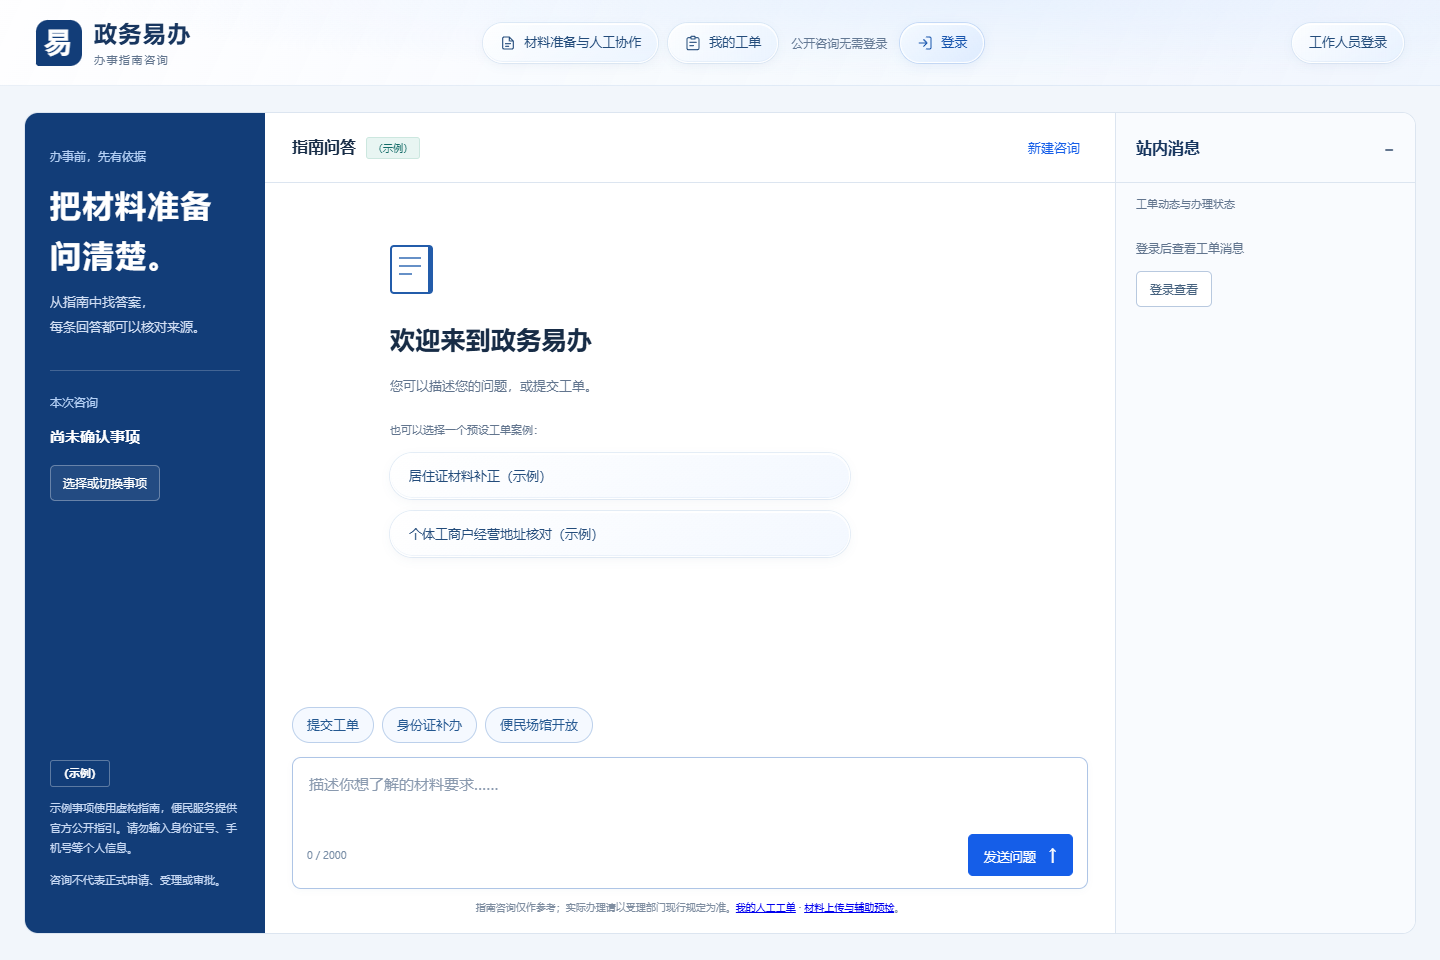 易
政务易办
办事指南咨询
材料准备与人工协作
我的工单
公开咨询无需登录
登录
工作人员登录
办事前，先有依据
把材料准备
问清楚。
从指南中找答案，
每条回答都可以核对来源。
本次咨询
尚未确认事项
选择或切换事项
（示例）
示例事项使用虚构指南，便民服务提供
官方公开指引。请勿输入身份证号、手
机号等个人信息。
咨询不代表正式申请、受理或审批。
指南问答
（示例）
新建咨询
欢迎来到政务易办
您可以描述您的问题，或提交工单。
也可以选择一个预设工单案例：
居住证材料补正（示例）
个体工商户经营地址核对（示例）
提交工单
身份证补办
便民场馆开放
描述你想了解的材料要求……
0 / 2000
发送问题 ↑
指南咨询仅作参考；实际办理请以受理部门现行规定为准。我的人工工单 · 材料上传与辅助预检。
站内消息
–
工单动态与办理状态
登录后查看工单消息
登录查看